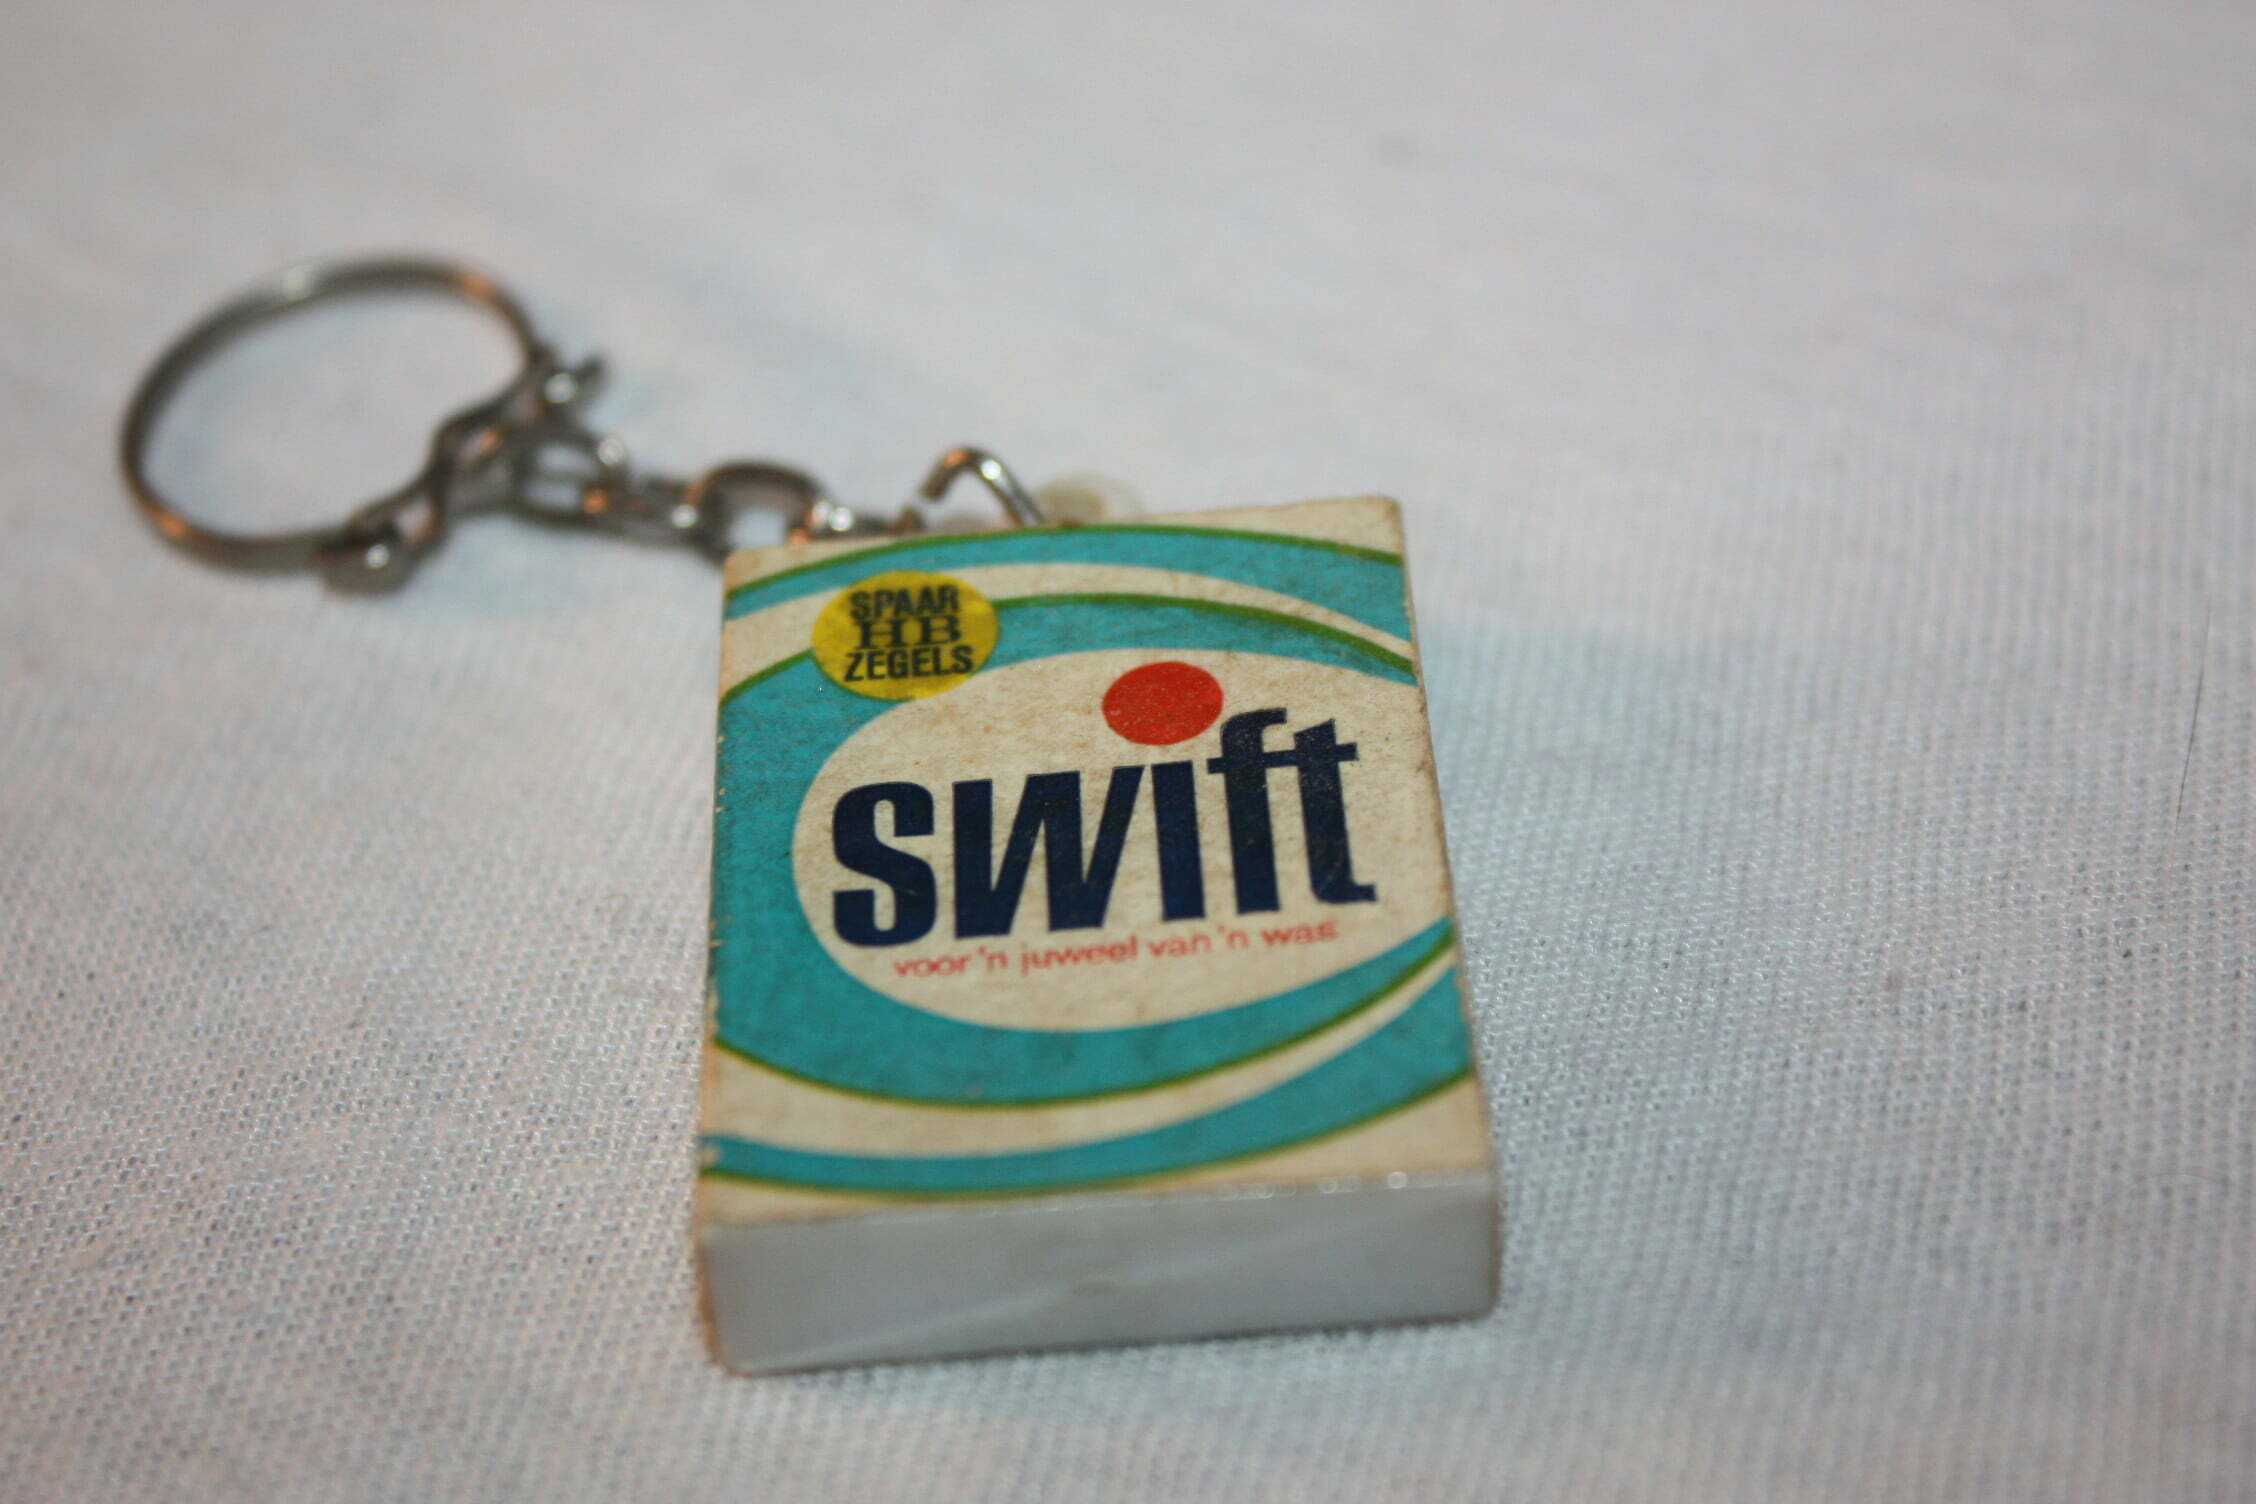 SPAAR
HB
ZEGELS
swift
voor 'n juweel van 'n was